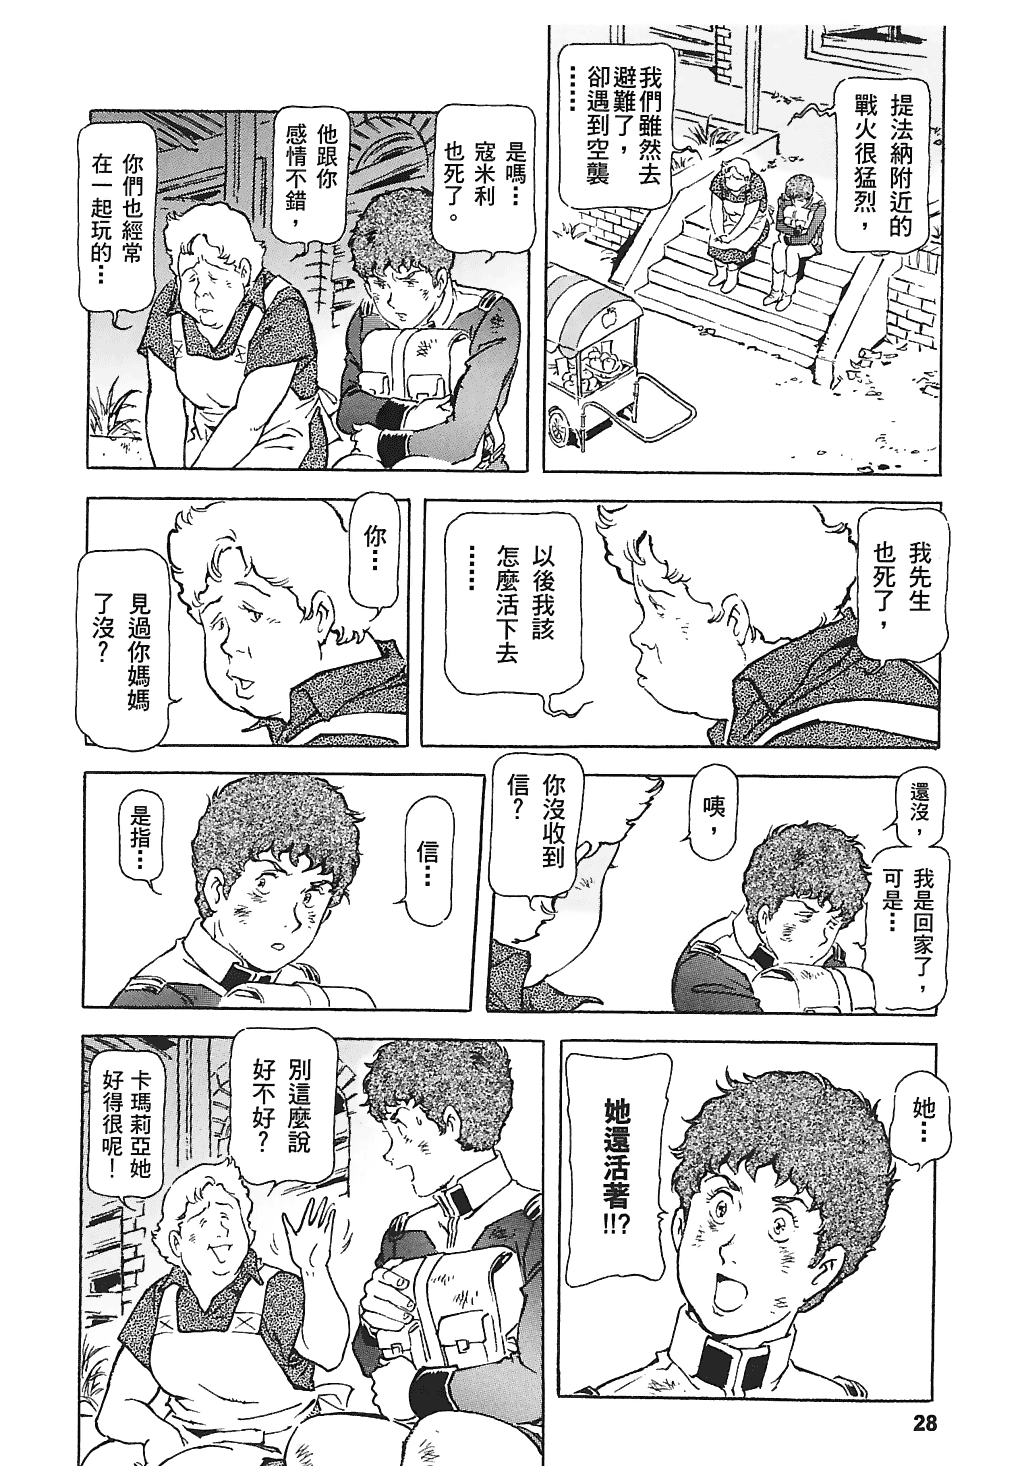 提法納附近的
戰火很猛烈，
我們雖然去
避難了，
卻遇到空襲
⋯⋯
是嗎⋯
寇米利
也死了。
他跟你
感情不錯，
你們也經常
在一起玩的⋯
我先生
也死了，
以後我該
怎麼活下去
⋯⋯
你⋯
見過你媽媽
了沒？
還沒，
我是回家了，
可是⋯
咦，
你沒收到
信？
信⋯
是指⋯
她⋯
她還活著
!!?
別這麼說
好不好？
卡瑪莉亞她
好得很呢！
28